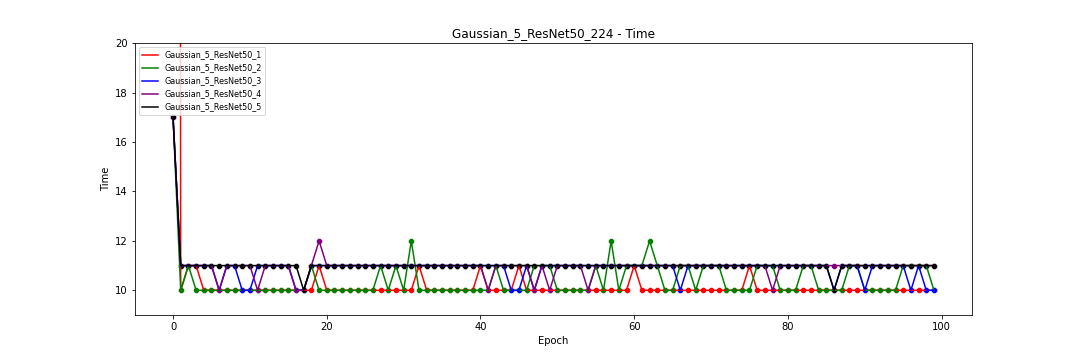 Gaussian_5_ResNet50_224 - Time
Gaussian_5_ResNet50_1
Gaussian_5_ResNet50_2
Gaussian_5_ResNet50_3
Gaussian_5_ResNet50_4
Gaussian_5_ResNet50_5
Time
20
18
16
14
12
10
0 20 40 60 80 100
Epoch